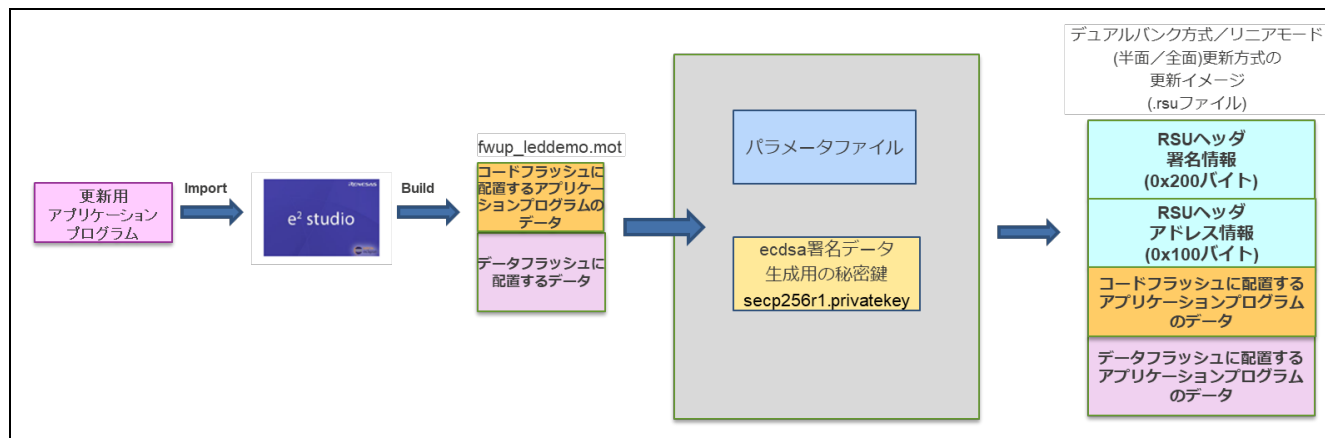 更新用
アプリケーション
プログラム
Import
RENESAS
e² studio
Build
fwup_leddemo.mot
コードフラッシュに
配置するアプリケー
ションプログラムの
データ
データフラッシュに
配置するデータ
パラメータファイル
ecdsa署名データ
生成用の秘密鍵
secp256r1.privatekey
デュアルバンク方式／リニアモード
(半面／全面)更新方式の
更新イメージ
(.rsuファイル)
RSUヘッダ
署名情報
(0x200バイト)
RSUヘッダ
アドレス情報
(0x100バイト)
コードフラッシュに配置する
アプリケーションプログラム
のデータ
データフラッシュに配置する
アプリケーションプログラム
のデータ